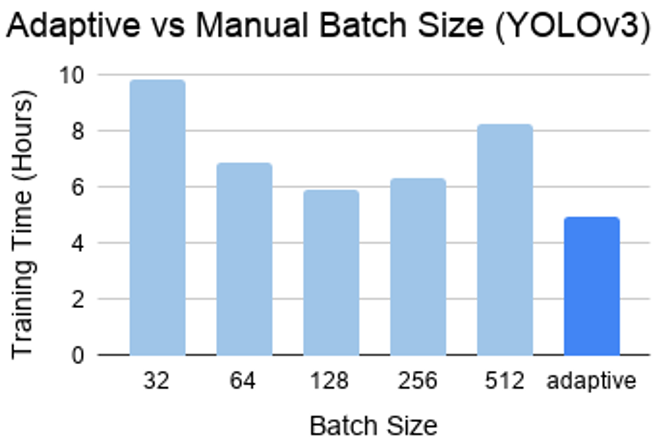 Adaptive vs Manual Batch Size (YOLOv3)
Training Time (Hours)
10
8
6
4
2
0
32 64 128 256 512 adaptive
Batch Size